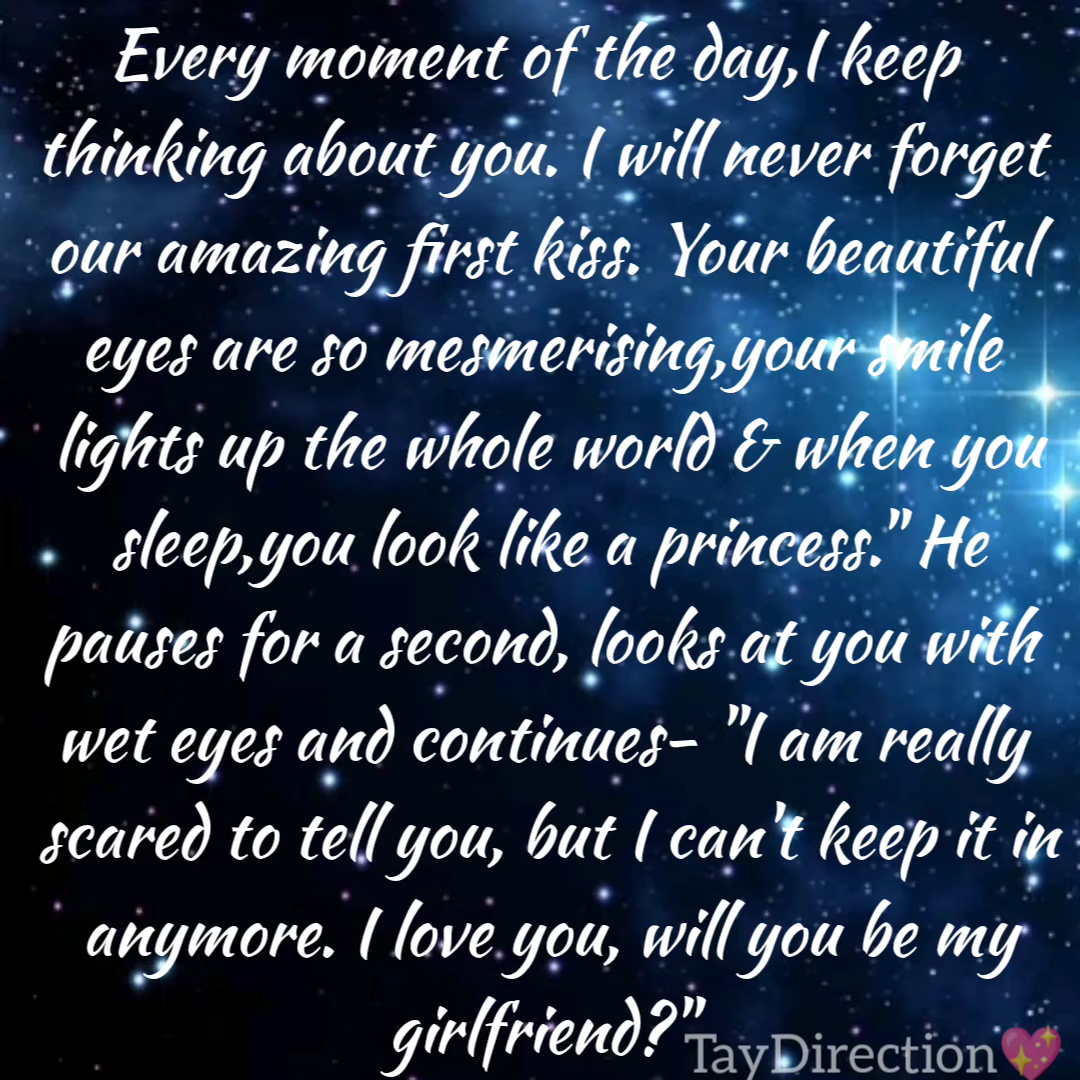 Every moment of the day,I keep
thinking about you. I will never forget
our amazing first kiss. Your beautiful
eyes are so mesmerising,your smile
lights up the whole world & when you
sleep,you look like a princess." He
pauses for a second, looks at you with
wet eyes and continues- "I am really
scared to tell you, but I can't keep it in
anymore. I love you, will you be my
girlfriend?"
TayDirection💖